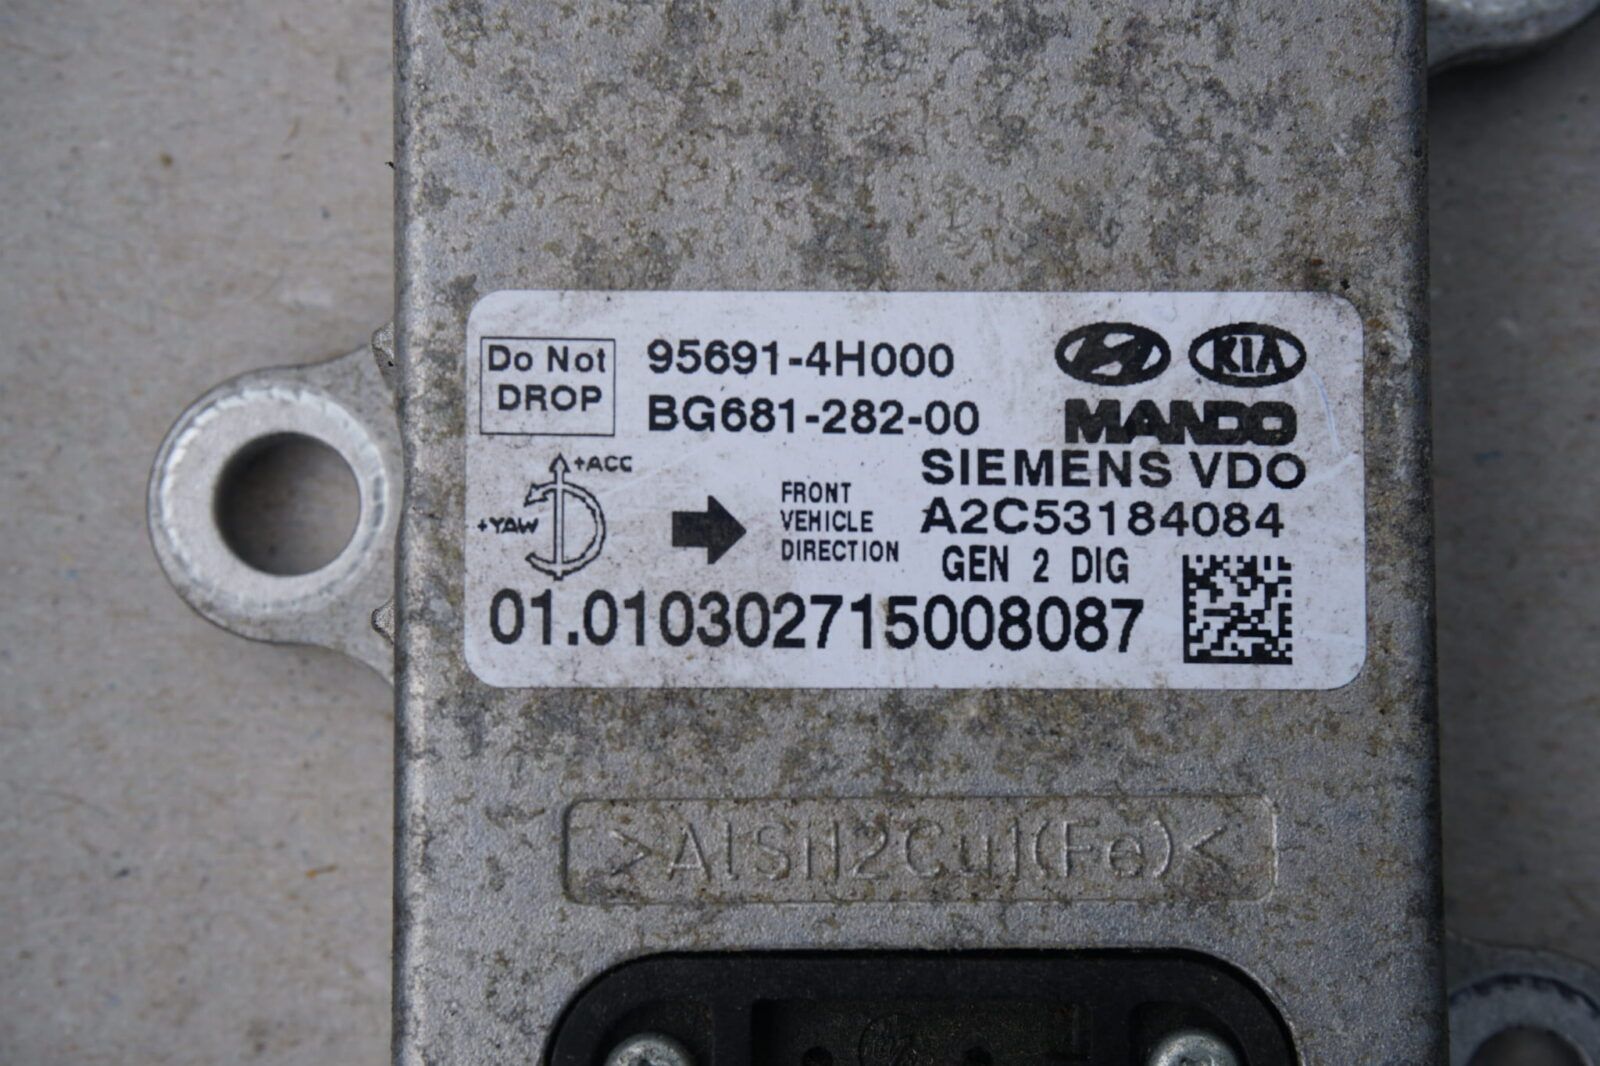 Do Not
DROP
95691-4H000
BG681-282-00
KIA
MANDO
SIEMENS VDO
+ACC
+YAW
FRONT
VEHICLE
DIRECTION
A2C53184084
GEN 2 DIG
01.010302715008087
>AlSi12Cu1(Fe)<